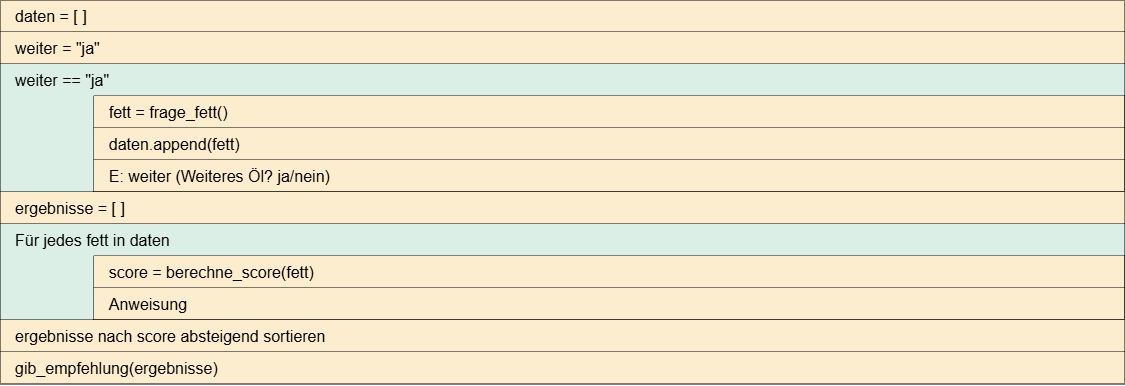 daten = [ ]
weiter = "ja"
weiter == "ja"
fett = frage_fett()
daten.append(fett)
E: weiter (Weiteres Öl? ja/nein)
ergebnisse = [ ]
Für jedes fett in daten
score = berechne_score(fett)
Anweisung
ergebnisse nach score absteigend sortieren
gib_empfehlung(ergebnisse)